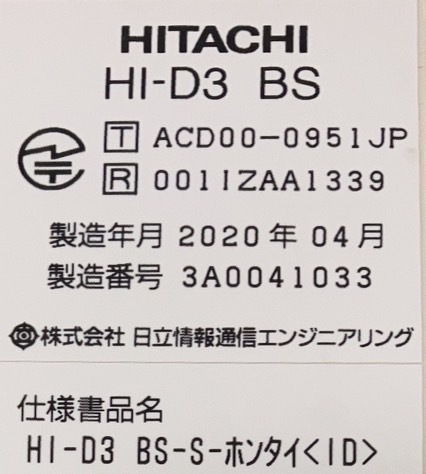 HITACHI
HI-D3 BS
T ACD00-0951JP
R 001IZAA1339
製造年月 2020年 04月
製造番号 3A0041033
株式会社 日立情報通信エンジニアリング
仕様書品名
HI-D3 BS-S-ホンタイ<ID>